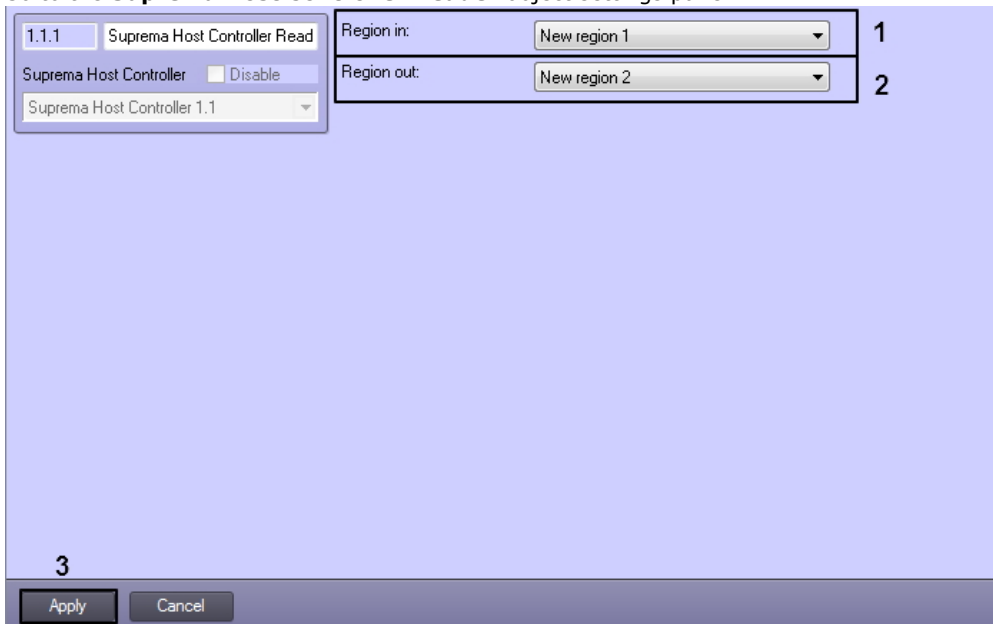 1.1.1 Suprema Host Controller Read
Region in: New region 1 1
Suprema Host Controller Disable
Region out: New region 2 2
Suprema Host Controller 1.1
3
Apply Cancel